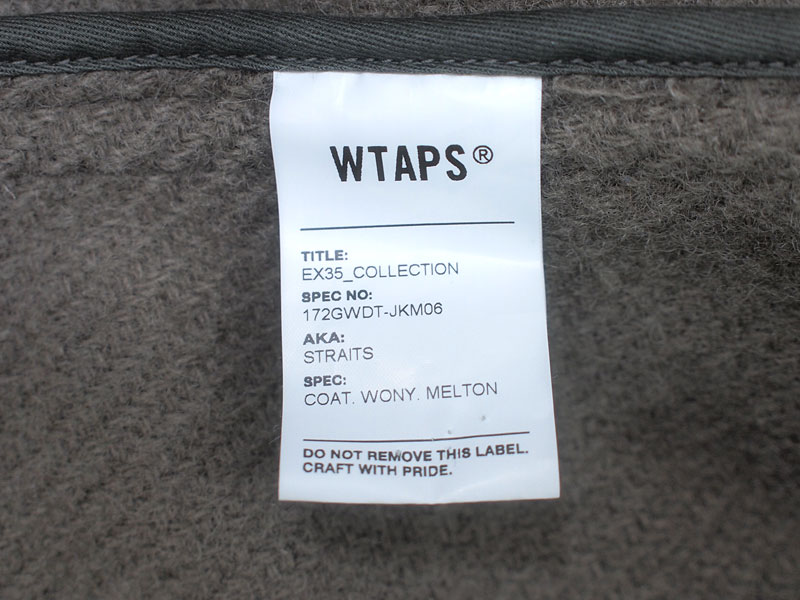 WTAPS®
TITLE:
EX35_COLLECTION
SPEC NO:
172GWDT-JKM06
AKA:
STRAITS
SPEC:
COAT. WONY. MELTON
DO NOT REMOVE THIS LABEL.
CRAFT WITH PRIDE.